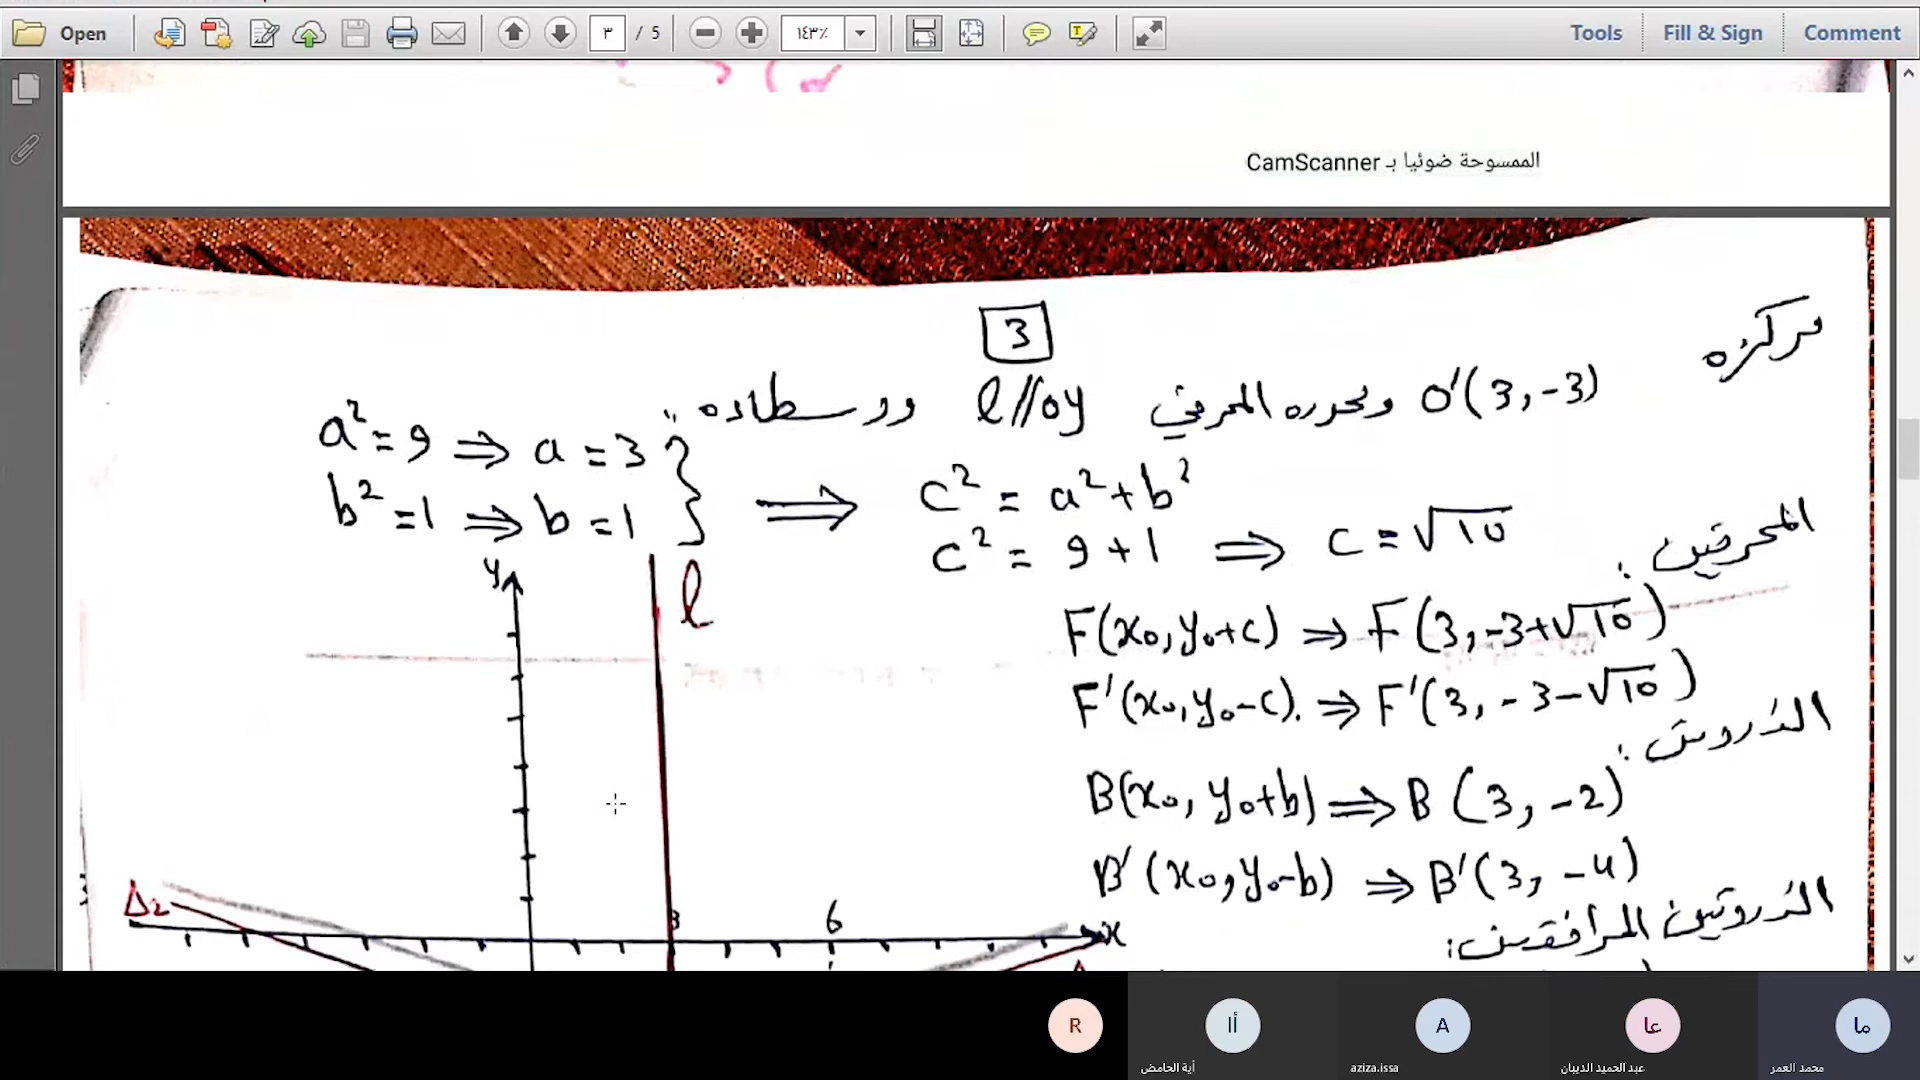 Open
٣ / 5
١٤٣٪
Tools
Fill & Sign
Comment
الممسوحة ضوئيا بـ CamScanner
3
مركزه O'(3, -3) ومحوره المحرقي l//oy ووسطاءه:
a² = 9 ⇒ a = 3
b² = 1 ⇒ b = 1
} ⇒ c² = a² + b²
c² = 9 + 1 ⇒ c = √10
المحرقين:
F(x₀, y₀+c) ⇒ F(3, -3+√10)
F'(x₀, y₀-c). ⇒ F'(3, -3-√10)
الذروتين:
B(x₀, y₀+b) ⇒ B(3, -2)
B'(x₀, y₀-b) ⇒ B'(3, -4)
الذروتين المرافقتين:
y
l
Δ₂
3
6
x
R
أا
آية الحامض
A
aziza.issa
عا
عبد الحميد الديبان
ما
محمد العمر